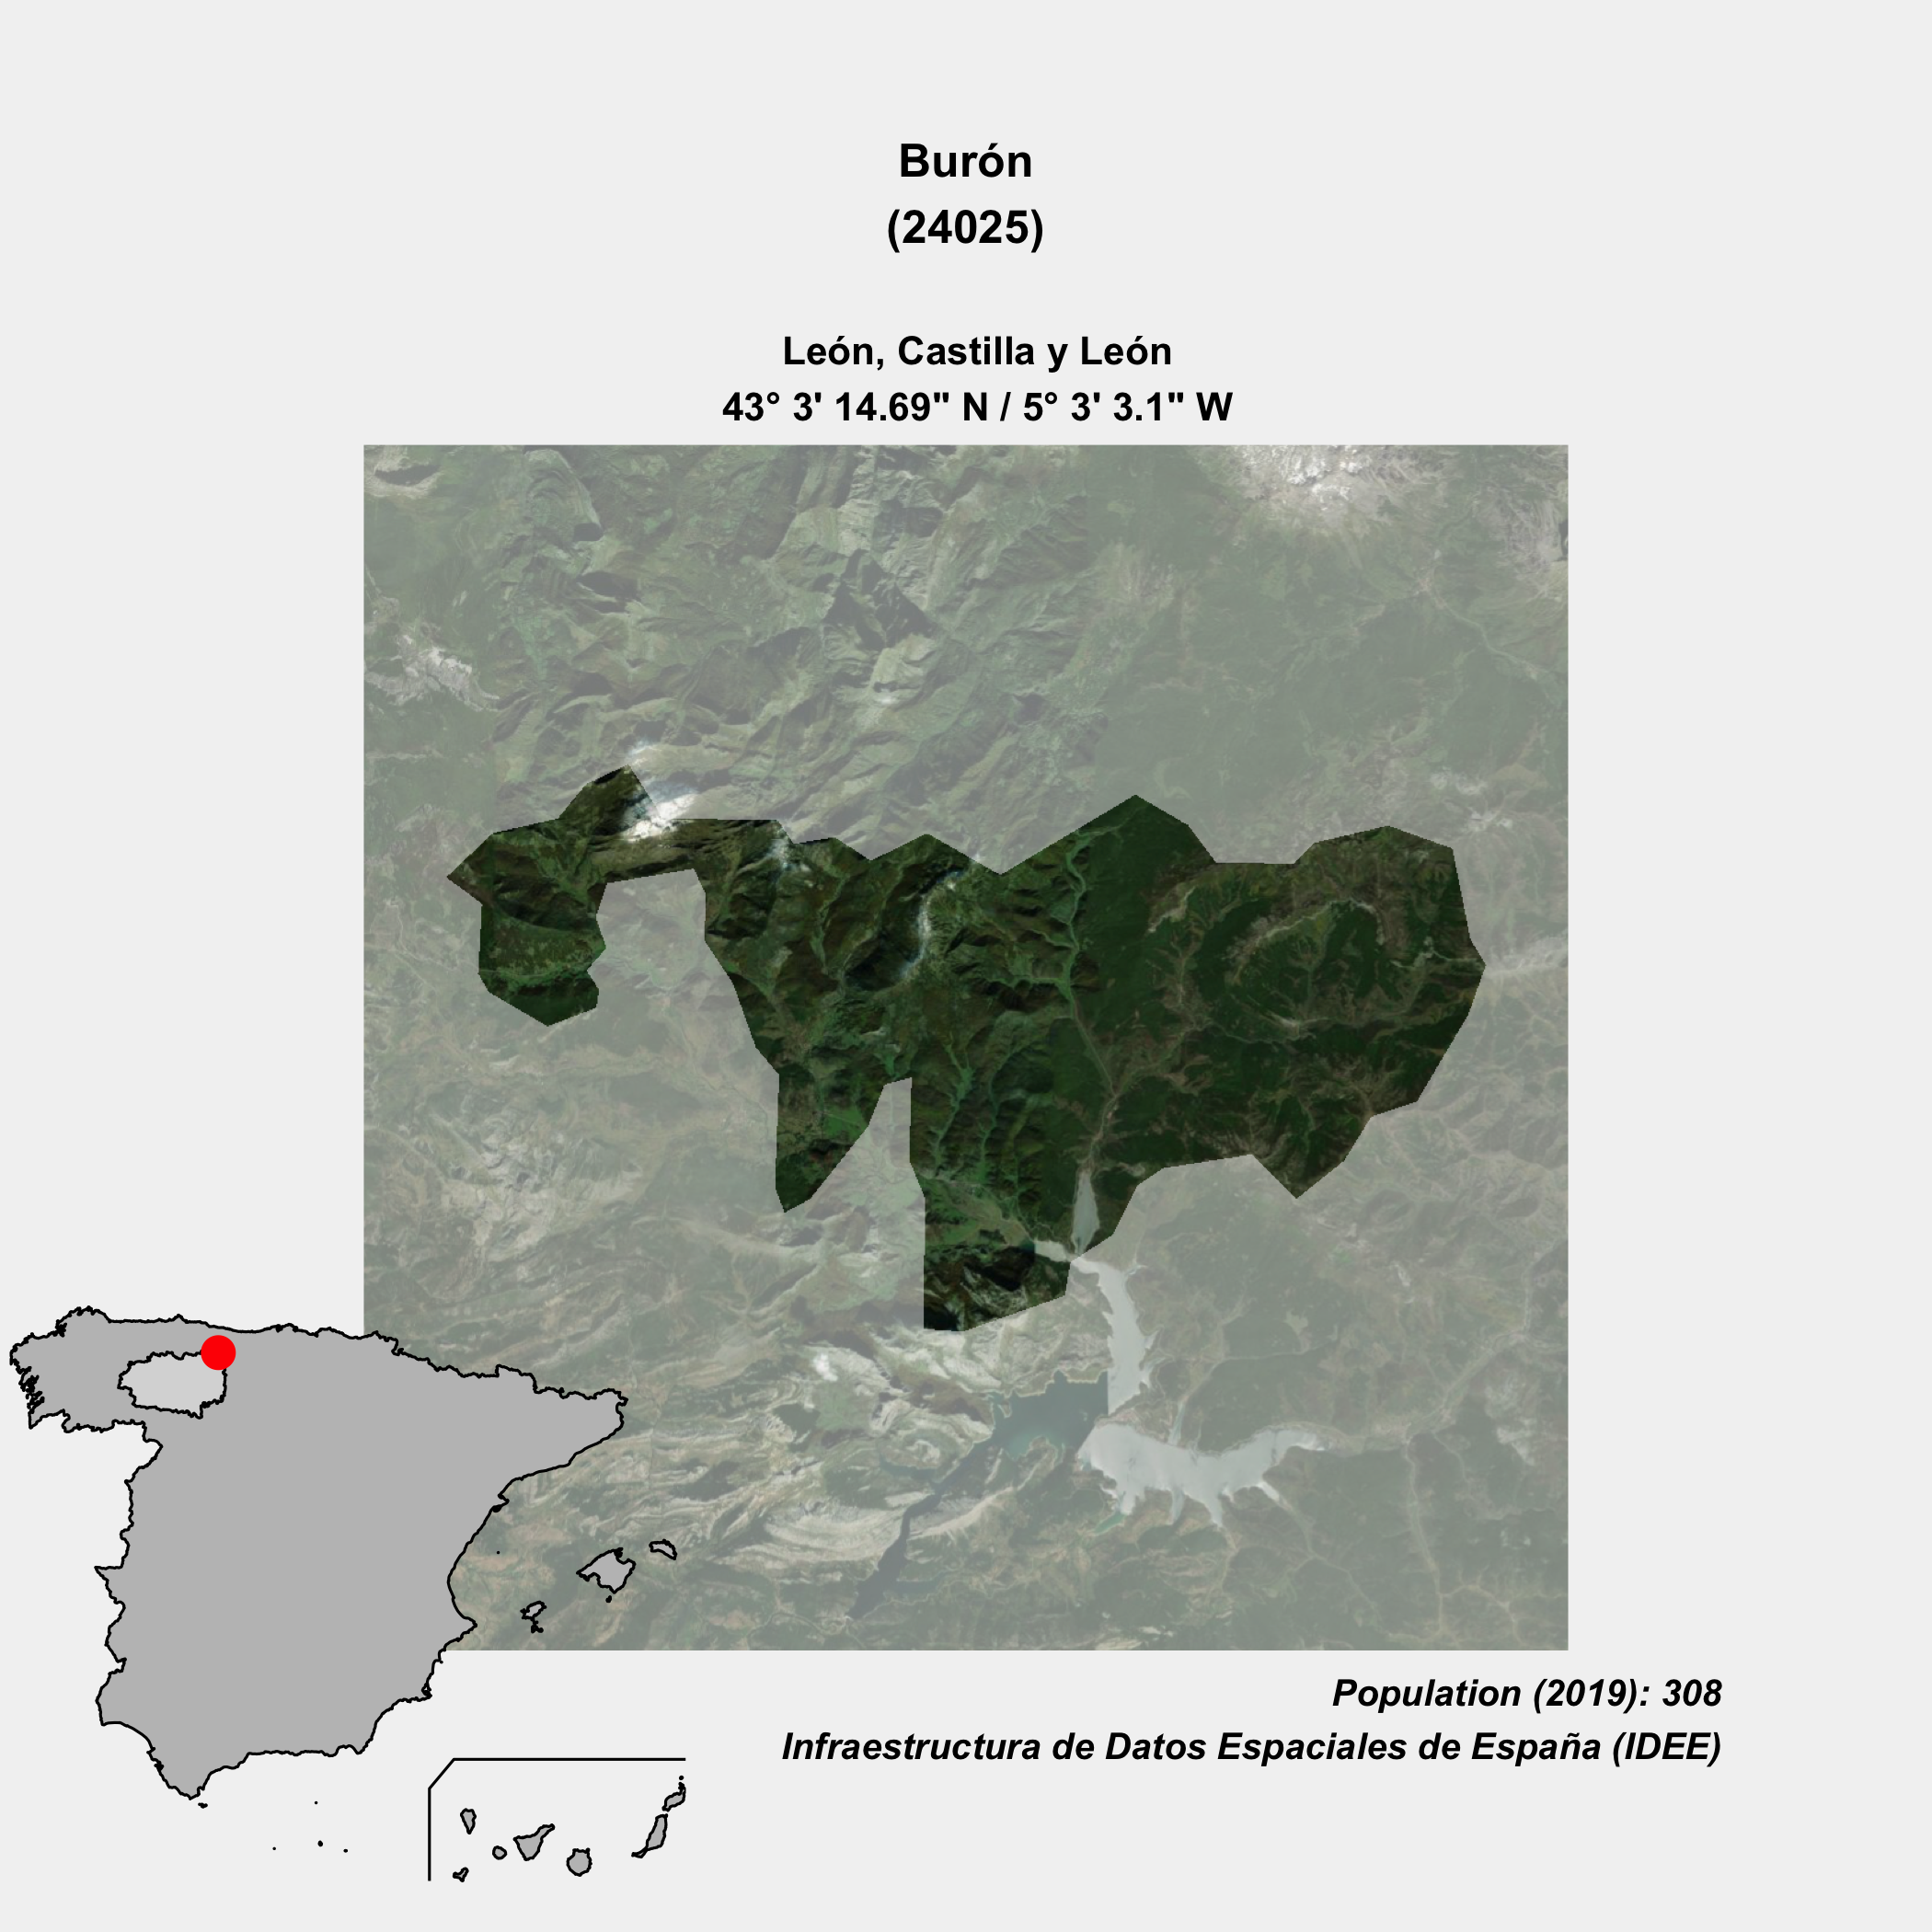 Burón
(24025)
León, Castilla y León
43° 3' 14.69" N / 5° 3' 3.1" W
Population (2019): 308
Infraestructura de Datos Espaciales de España (IDEE)